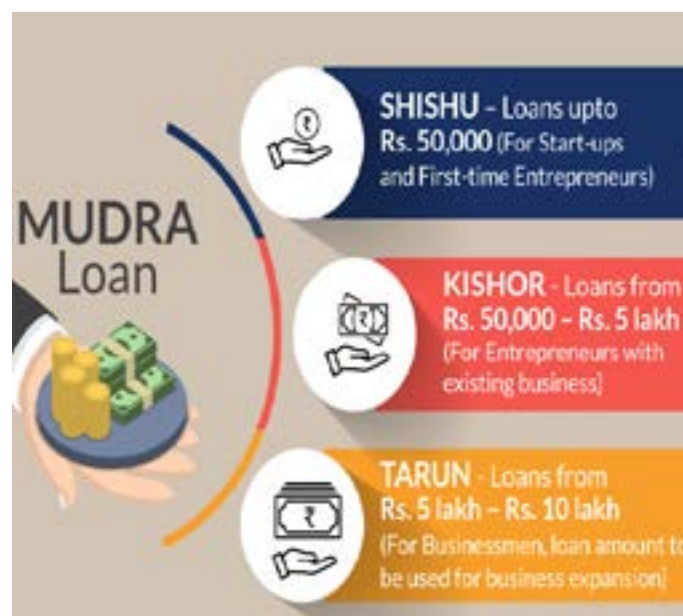 MUDRA
Loan
SHISHU – Loans upto
Rs. 50,000 (For Start-ups
and First-time Entrepreneurs)
KISHOR - Loans from
Rs. 50,000 – Rs. 5 lakh
(For Entrepreneurs with
existing business)
TARUN - Loans from
Rs. 5 lakh – Rs. 10 lakh
(For Businessmen, loan amount to
be used for business expansion)